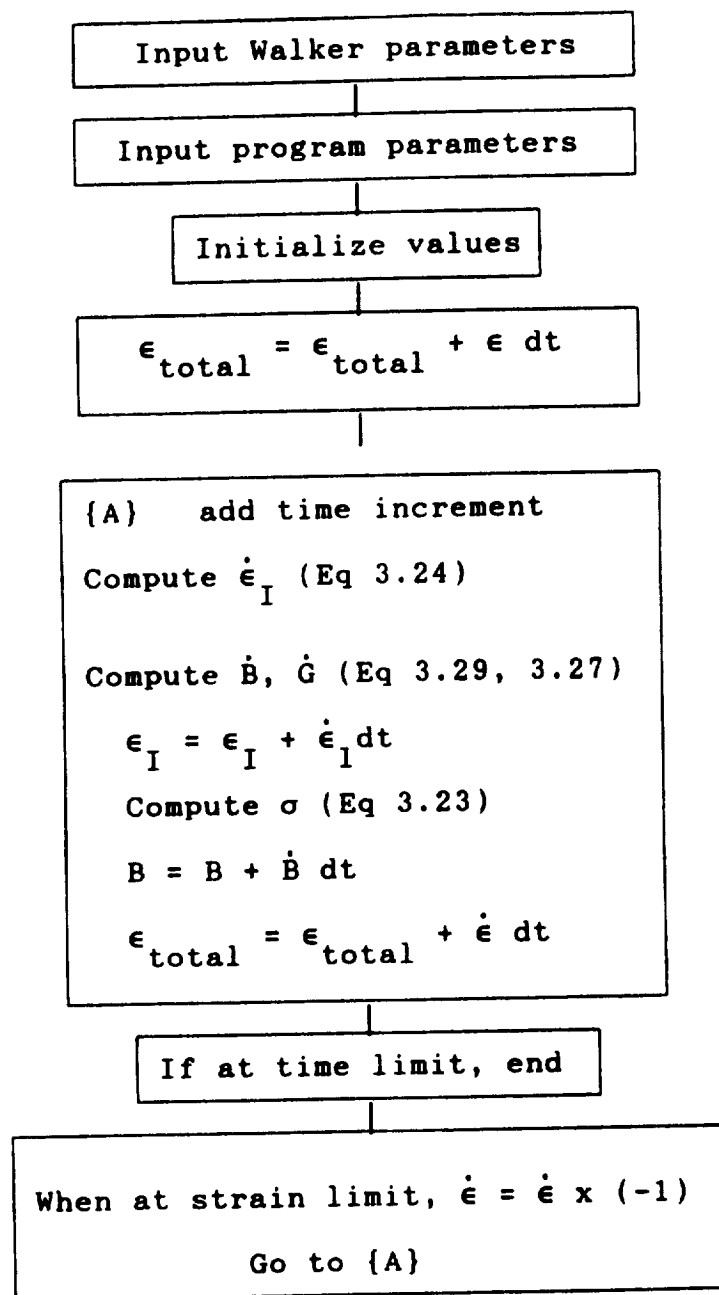 Input Walker parameters
Input program parameters
Initialize values
ϵ_total = ϵ_total + ϵ dt
{A} add time increment
Compute ϵ̇_I (Eq 3.24)
Compute Ḃ, Ġ (Eq 3.29, 3.27)
ϵ_I = ϵ_I + ϵ̇_l dt
Compute σ (Eq 3.23)
B = B + Ḃ dt
ϵ_total = ϵ_total + ϵ̇ dt
If at time limit, end
When at strain limit, ϵ̇ = ϵ̇ x (-1)
Go to {A}